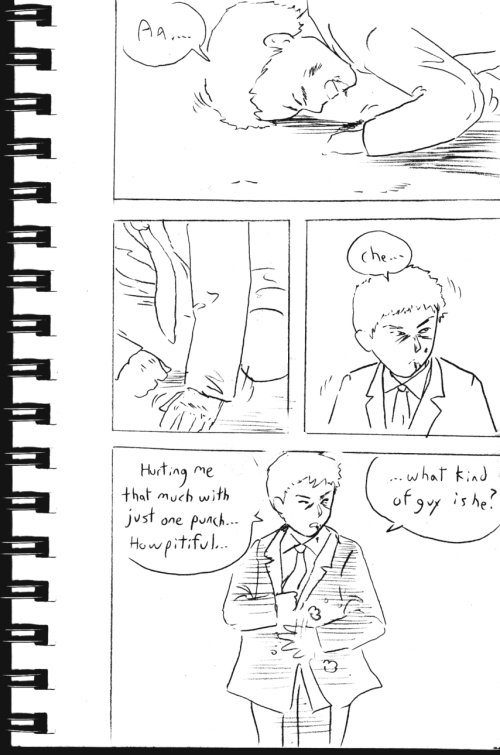 Aa....
Che...
Hurting me
that much with
just one punch...
How pitiful...
...what kind
of guy is he?